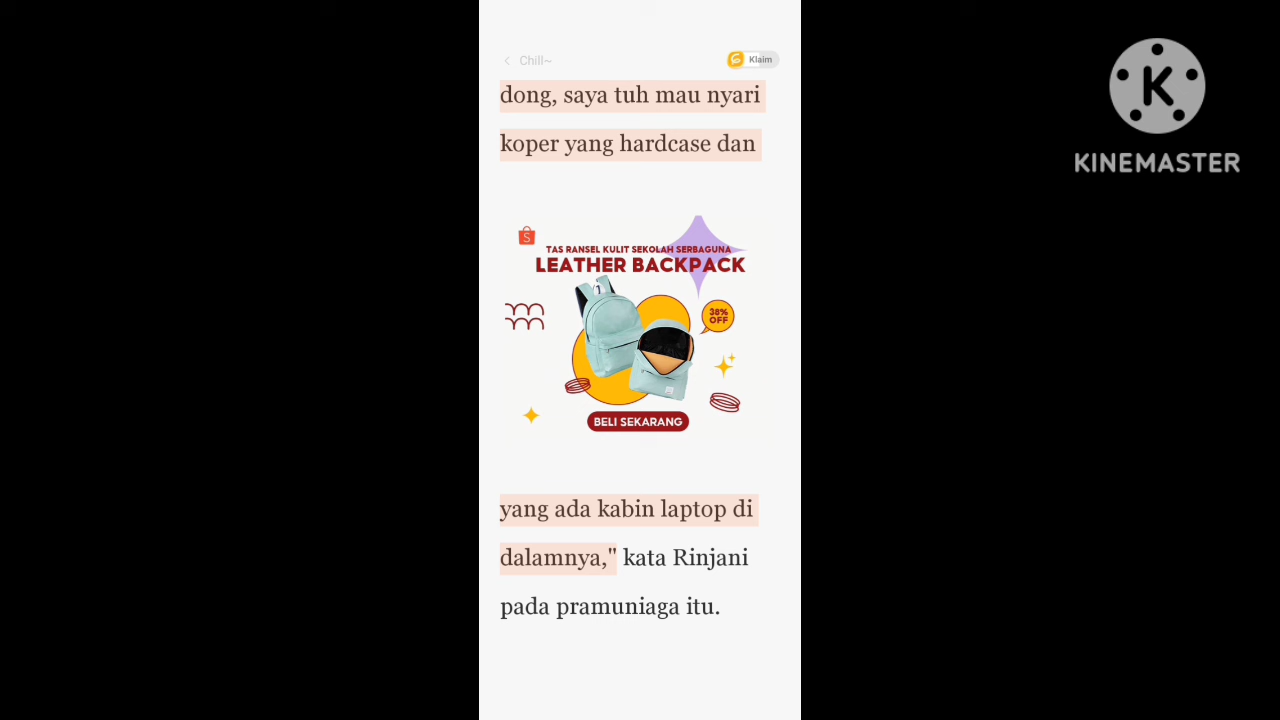 Chill~
Klaim
dong, saya tuh mau nyari
koper yang hardcase dan
TAS RANSEL KULIT SEKOLAH SERBAGUNA
LEATHER BACKPACK
38%
OFF
BELI SEKARANG
yang ada kabin laptop di
dalamnya," kata Rinjani
pada pramuniaga itu.
K
KINEMASTER